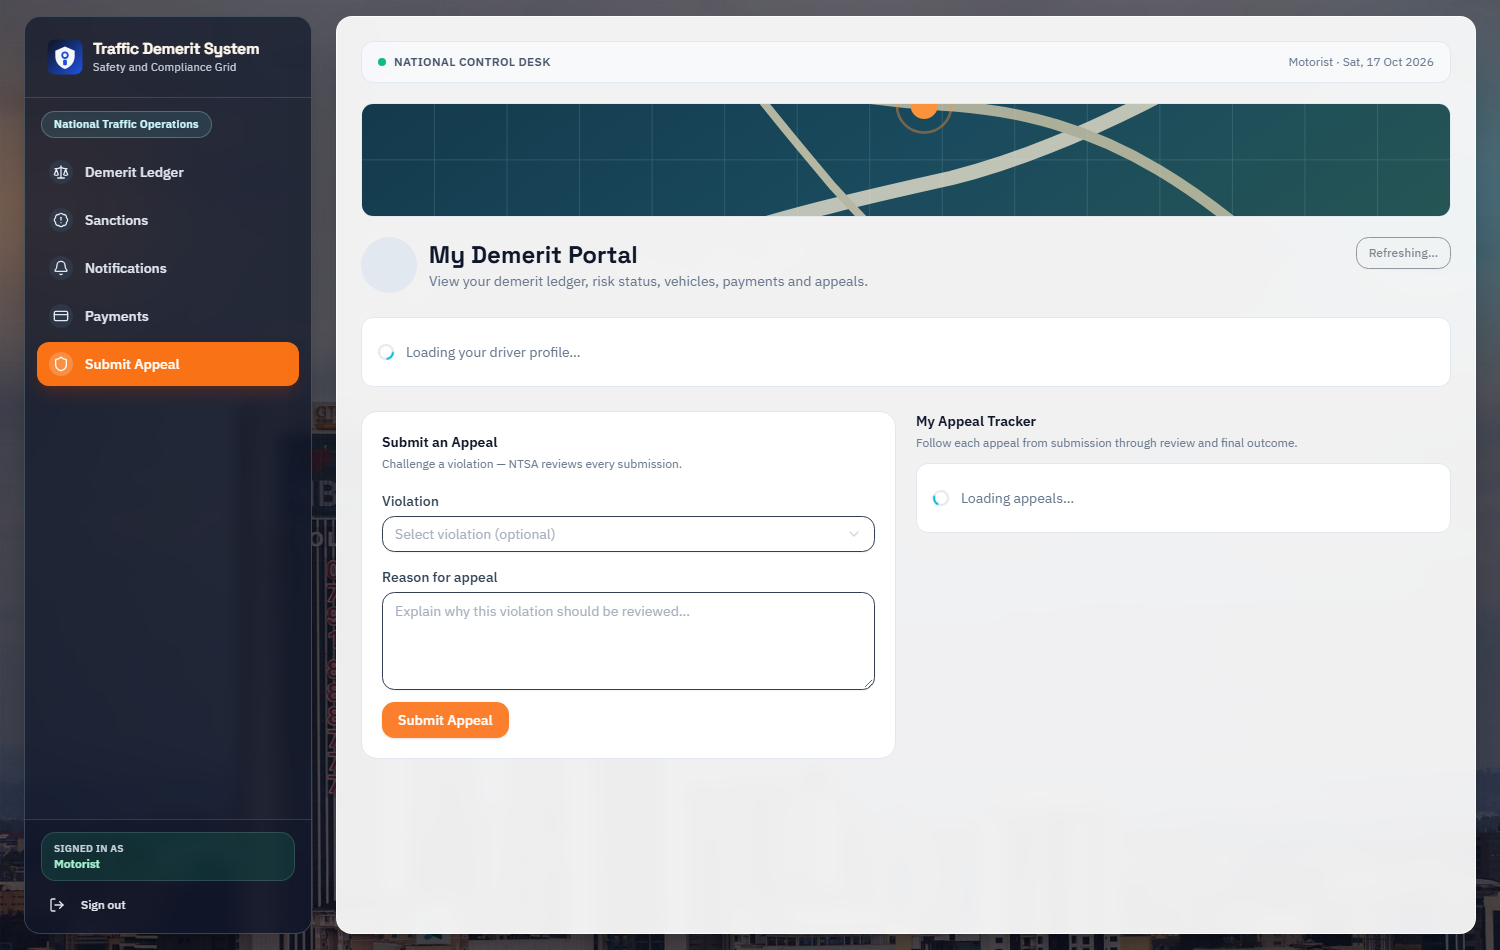 Traffic Demerit System
Safety and Compliance Grid
National Traffic Operations
Demerit Ledger
Sanctions
Notifications
Payments
Submit Appeal
SIGNED IN AS
Motorist
Sign out
NATIONAL CONTROL DESK
Motorist · Sat, 17 Oct 2026
My Demerit Portal
View your demerit ledger, risk status, vehicles, payments and appeals.
Refreshing...
Loading your driver profile...
Submit an Appeal
Challenge a violation — NTSA reviews every submission.
Violation
Select violation (optional)
Reason for appeal
Explain why this violation should be reviewed...
Submit Appeal
My Appeal Tracker
Follow each appeal from submission through review and final outcome.
Loading appeals...